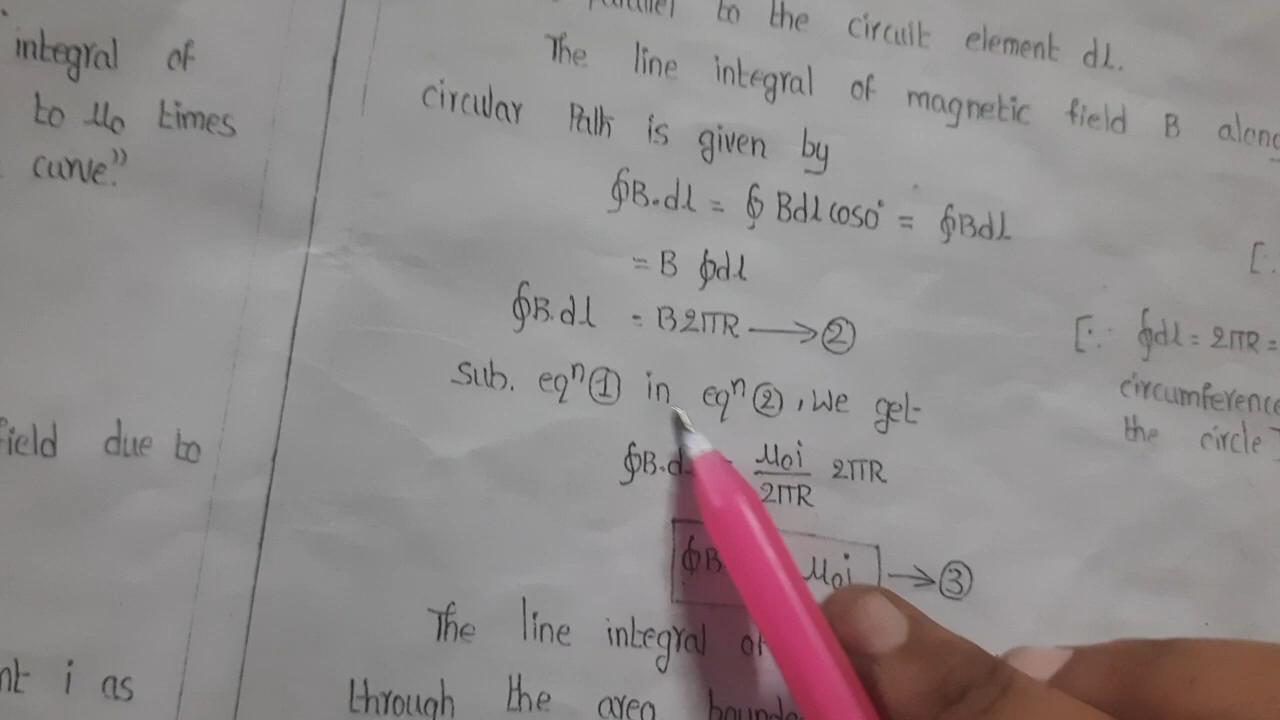 integral of
to μ₀ times
curve."
field due to
i as
parallel to the circuit element dl.
The line integral of magnetic field B along
circular Path is given by
∮B.dl = ∮ Bdl cos0° = ∮Bdl
= B ∮dl
∮B.dl = B2πR → ②
[∵ ∮dl = 2πR =
circumference
the circle]
Sub. eqⁿ ① in eqⁿ ②, we get
∮B.d = μ₀i/2πR 2πR
∮B μ₀i → ③
The line integral of
through the area